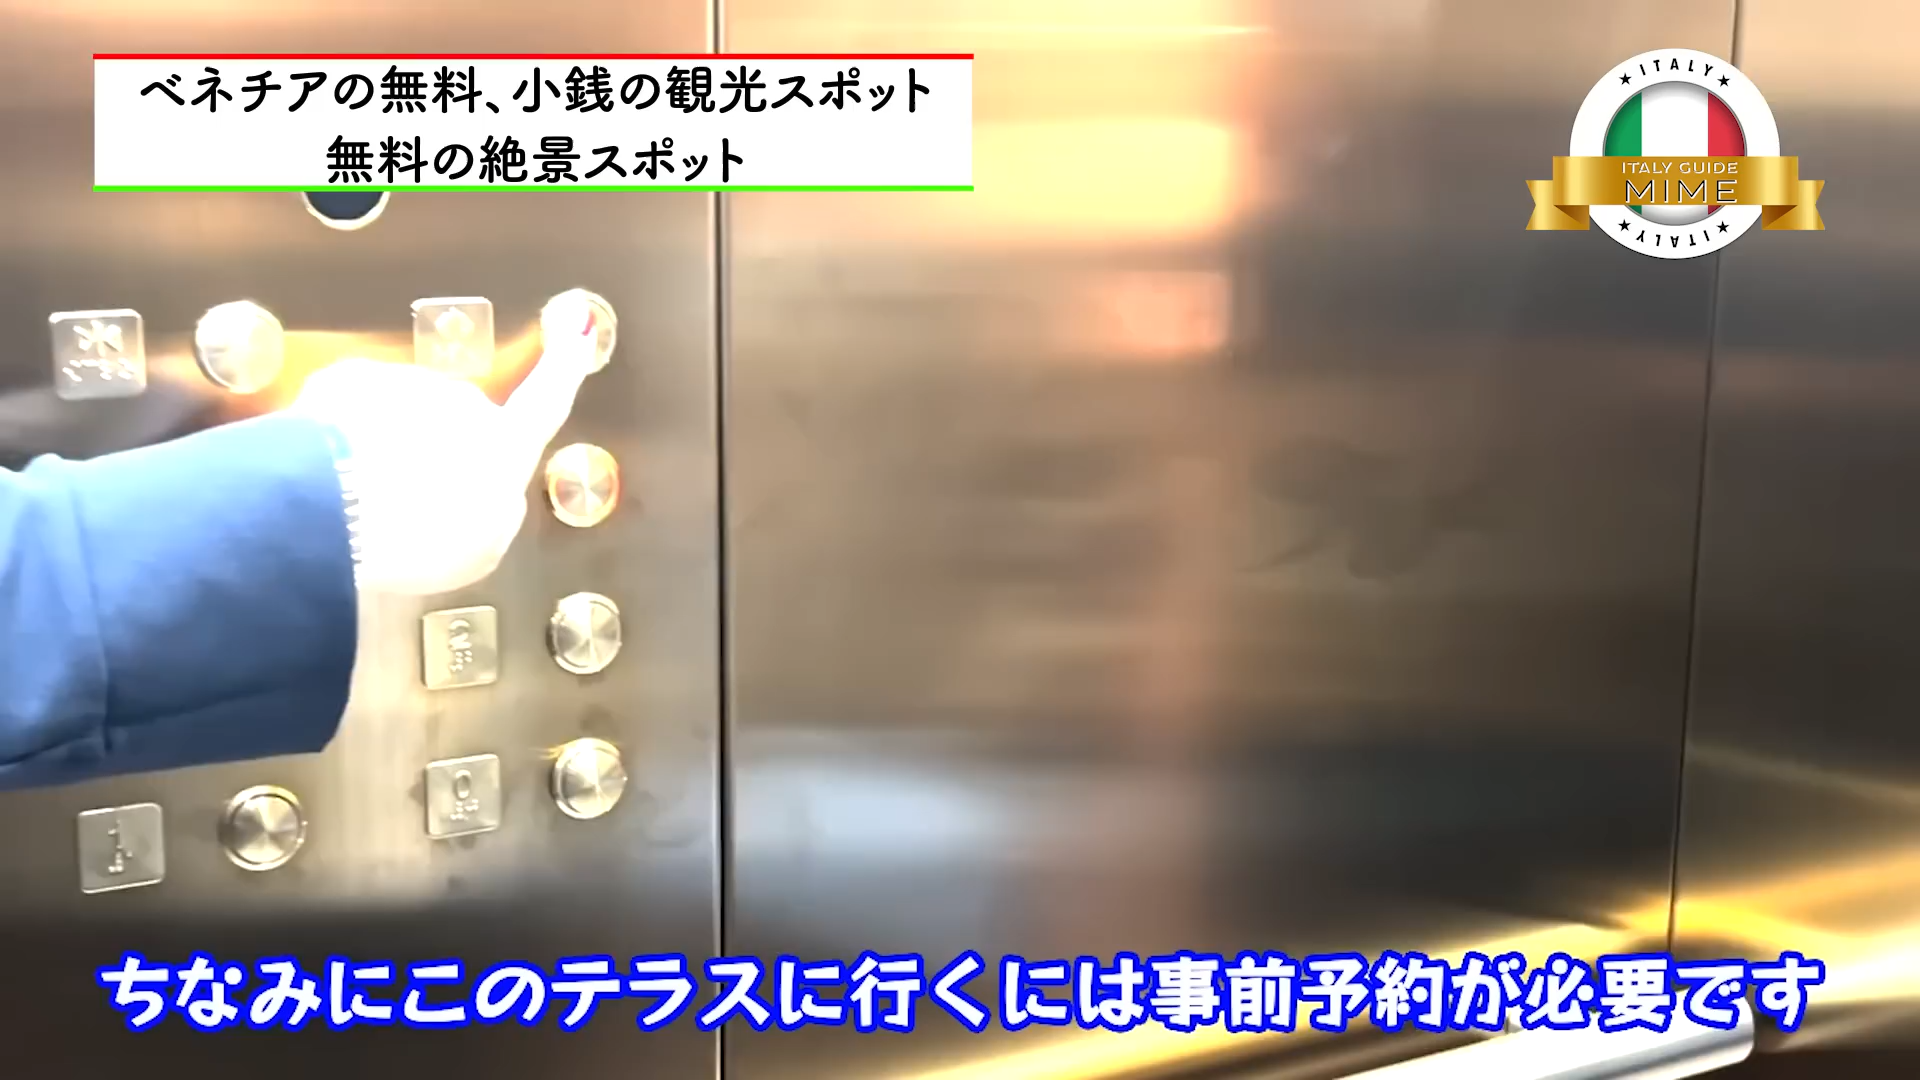 ベネチアの無料、小銭の観光スポット
無料の絶景スポット
★ ITALY ★
ITALY GUIDE
MIME
★ ITALY ★
0
1
ちなみにこのテラスに行くには事前予約が必要です